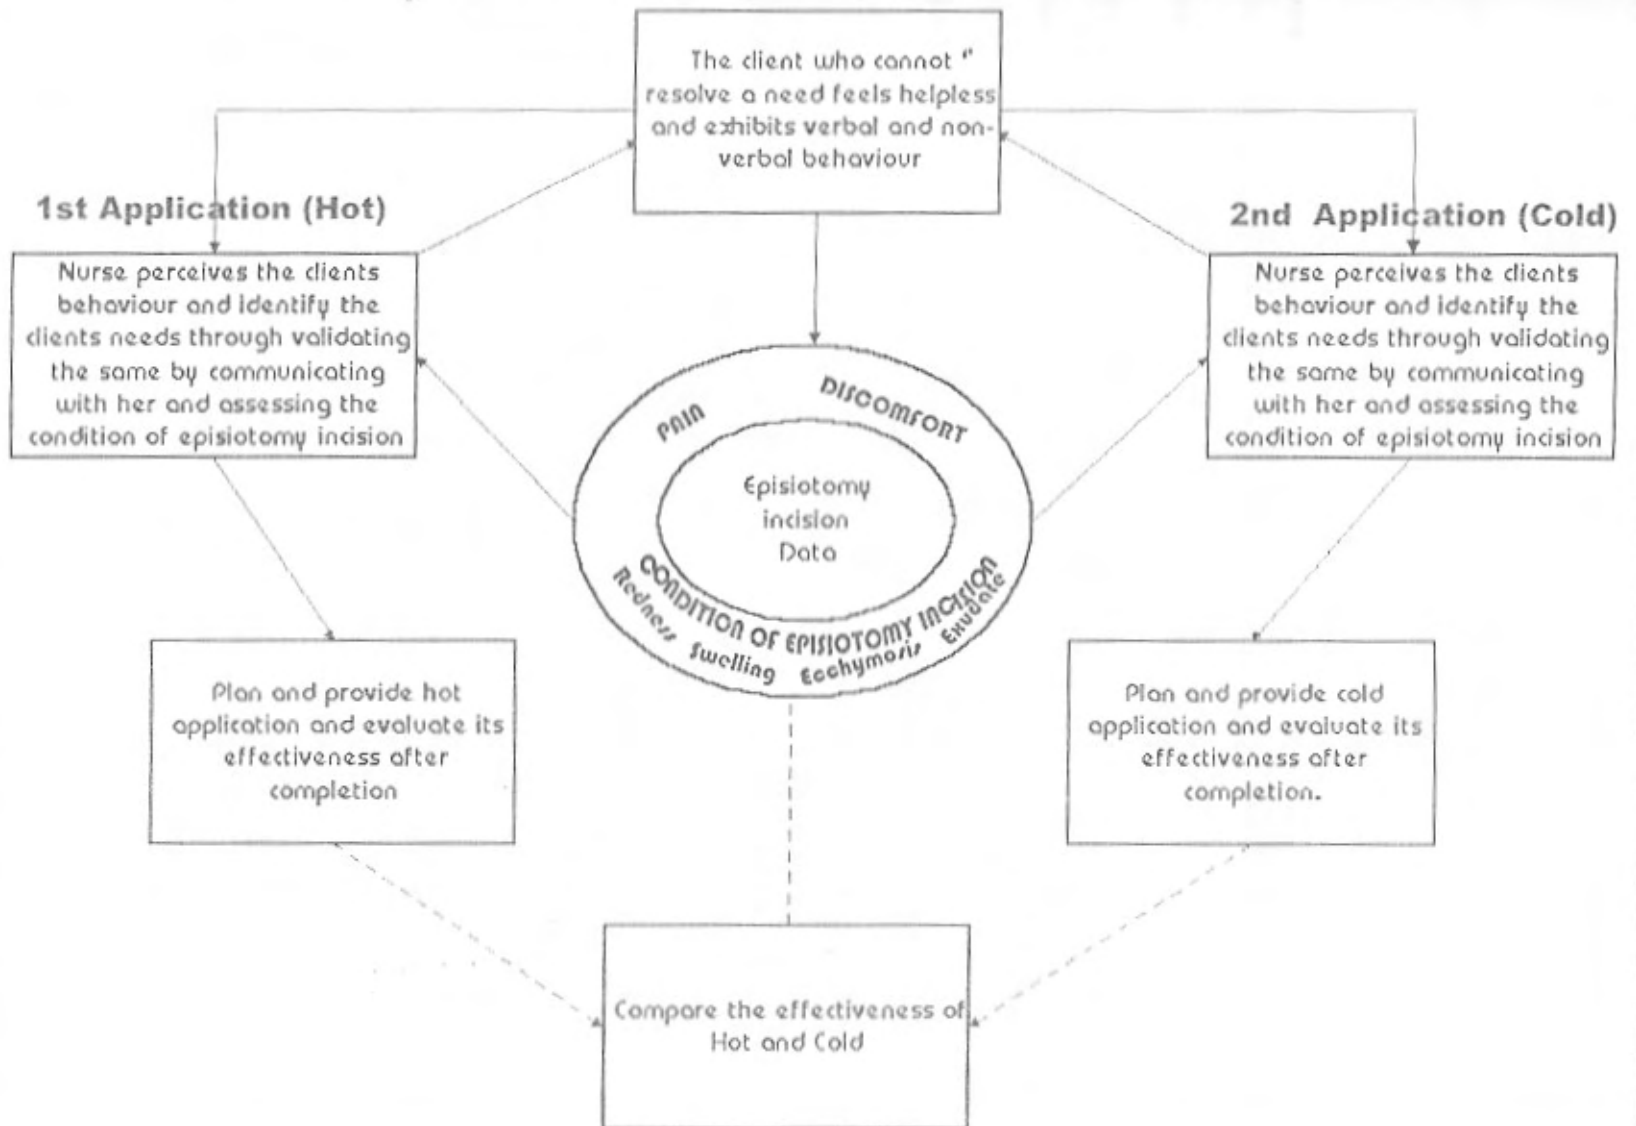 The client who cannot "
resolve a need feels helpless
and exhibits verbal and non-
verbal behaviour
1st Application (Hot)
2nd Application (Cold)
Nurse perceives the clients
behaviour and identify the
clients needs through validating
the same by communicating
with her and assessing the
condition of episiotomy incision
Nurse perceives the clients
behaviour and identify the
clients needs through validating
the same by communicating
with her and assessing the
condition of episiotomy incision
PAIN
DISCOMFORT
Episiotomy
incision
Data
CONDITION OF EPISIOTOMY INCISION
Redness Swelling Ecchymosis Exudate
Plan and provide hot
application and evaluate its
effectiveness after
completion
Plan and provide cold
application and evaluate its
effectiveness after
completion.
Compare the effectiveness of
Hot and Cold